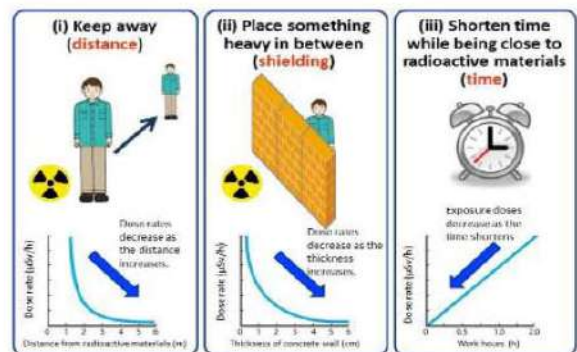 (i) Keep away
(distance)
Dose rates
decrease as
the distance
increases.
Dose rate (μSv/h)
0 1 2 3 4 5 6
Distance from radioactive materials (m)
(ii) Place something
heavy in between
(shielding)
Dose rates
decrease as the
thickness
increases.
Dose rate (μSv/h)
0 1 2 3 4 5 6
Thickness of concrete wall (cm)
(iii) Shorten time
while being close to
radioactive materials
(time)
Exposure doses
decrease as the
time shortens
Dose rate (μSv/h)
0 0.5 1.0 1.5 2.0
Work hours (h)